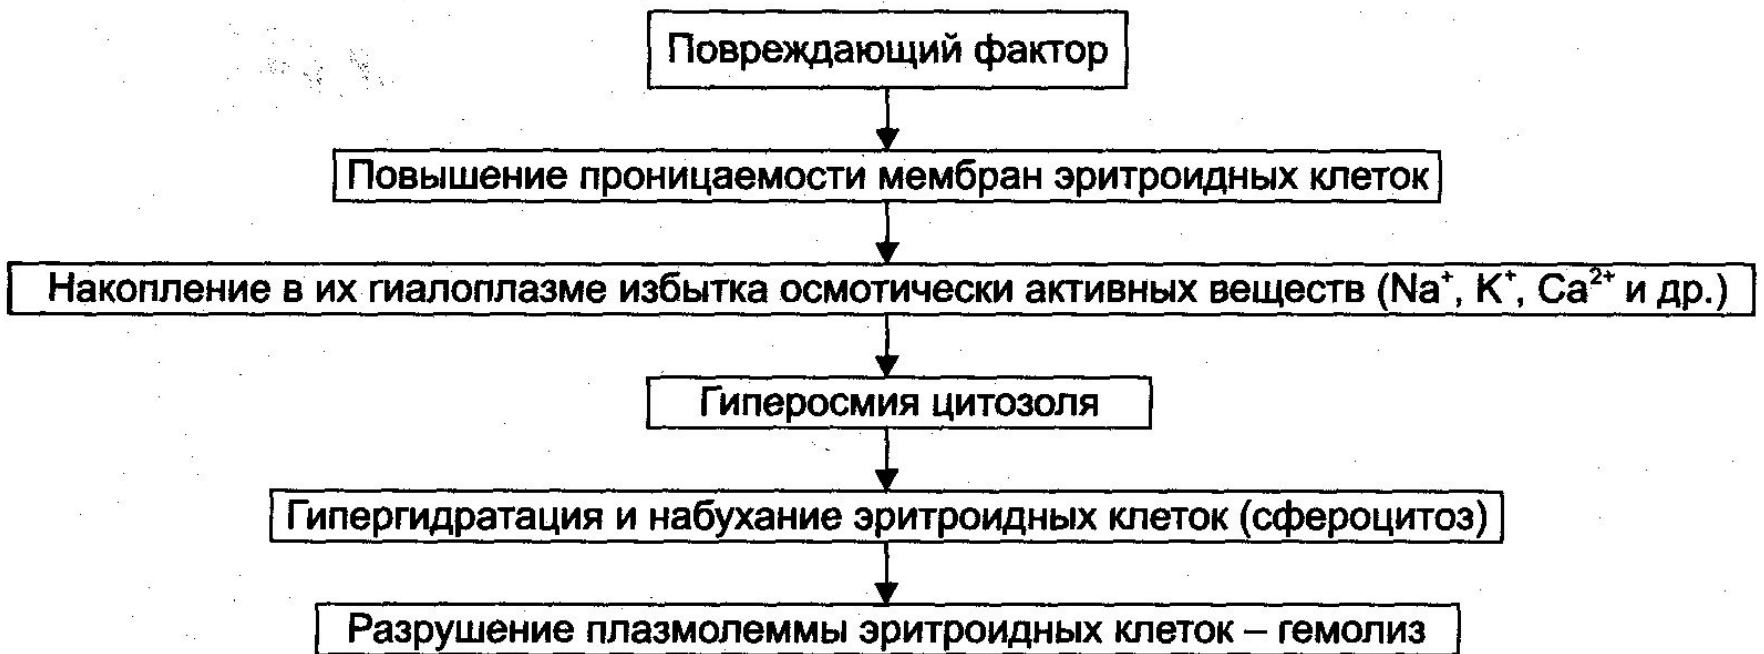 Повреждающий фактор
Повышение проницаемости мембран эритроидных клеток
Накопление в их гиалоплазме избытка осмотически активных веществ (Na⁺, K⁺, Ca²⁺ и др.)
Гиперосмия цитозоля
Гипергидратация и набухание эритроидных клеток (сфероцитоз)
Разрушение плазмолеммы эритроидных клеток – гемолиз